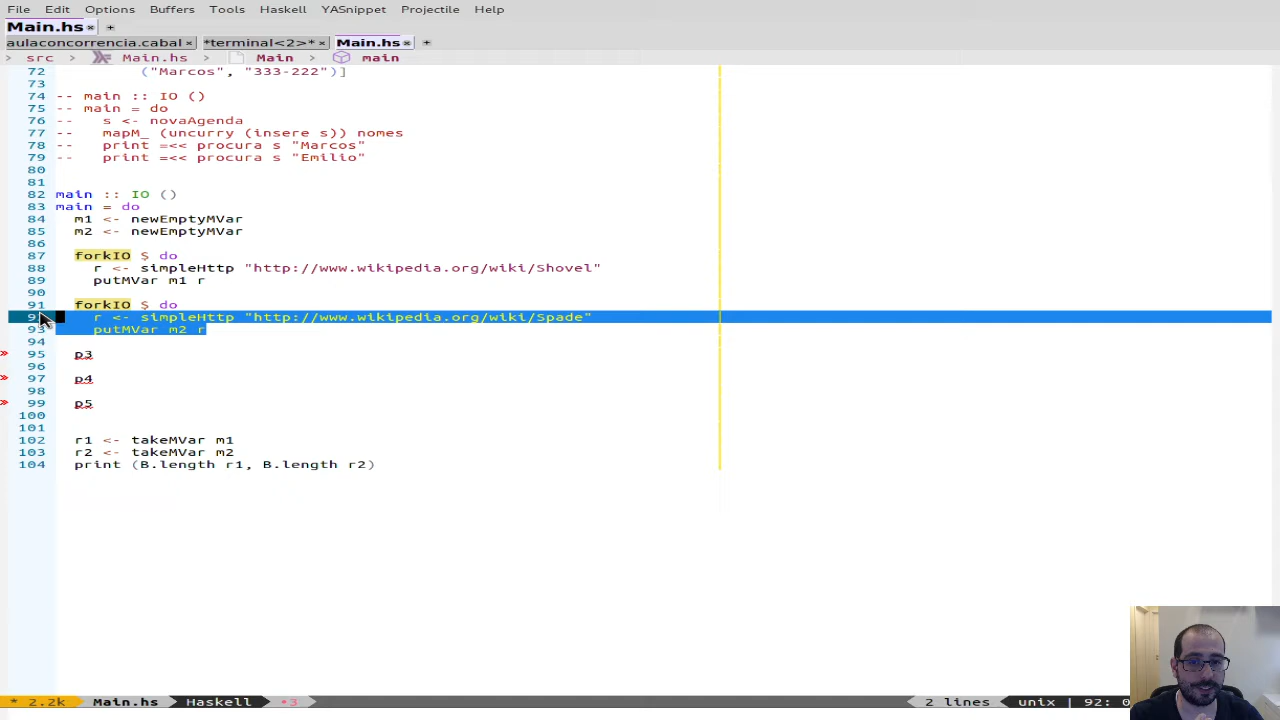 File Edit Options Buffers Tools Haskell YASnippet Projectile Help
Main.hs × +
aulaconcorrencia.cabal × *terminal<2>* × Main.hs × +
> src > Main.hs > Main > main
72 ("Marcos", "333-222")]
73
74 -- main :: IO ()
75 -- main = do
76 --   s <- novaAgenda
77 --   mapM_ (uncurry (insere s)) nomes
78 --   print =<< procura s "Marcos"
79 --   print =<< procura s "Emilio"
80
81
82 main :: IO ()
83 main = do
84   m1 <- newEmptyMVar
85   m2 <- newEmptyMVar
86
87   forkIO $ do
88     r <- simpleHttp "http://www.wikipedia.org/wiki/Shovel"
89     putMVar m1 r
90
91   forkIO $ do
9     r <- simpleHttp "http://www.wikipedia.org/wiki/Spade"
93     putMVar m2 r
94
» 95   p3
96
» 97   p4
98
» 99   p5
100
101
102   r1 <- takeMVar m1
103   r2 <- takeMVar m2
104   print (B.length r1, B.length r2)
* 2.2k Main.hs Haskell •3 2 lines unix | 92: 0